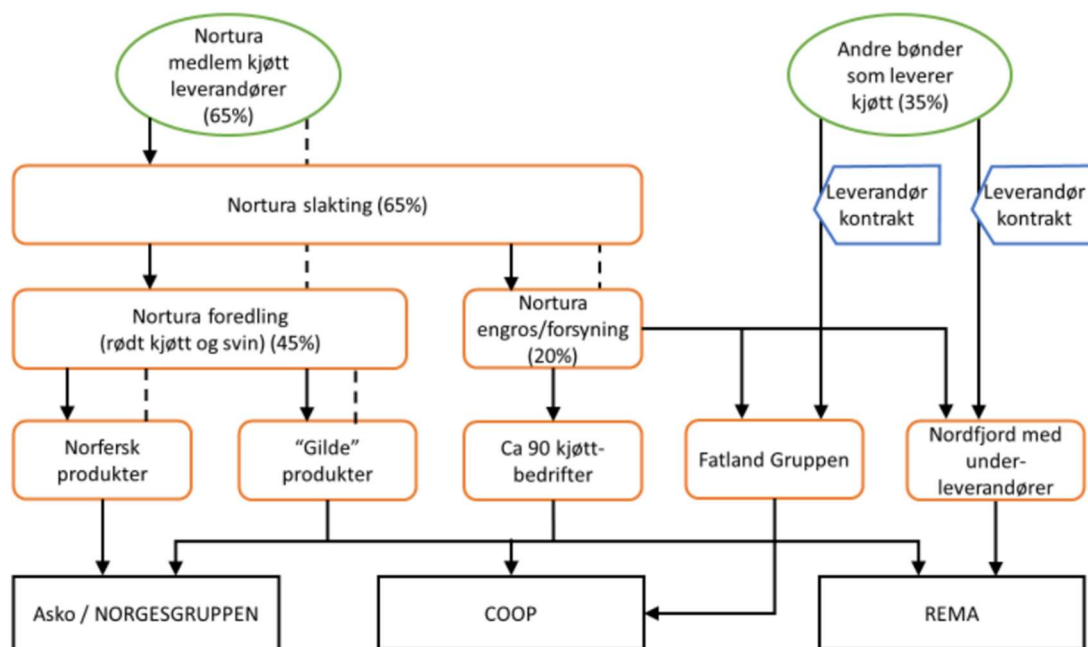 Nortura
medlem kjøtt
leverandører
(65%)
Andre bønder
som leverer
kjøtt (35%)
Nortura slakting (65%)
Leverandør
kontrakt
Leverandør
kontrakt
Nortura foredling
(rødt kjøtt og svin) (45%)
Nortura
engros/forsyning
(20%)
Norfersk
produkter
“Gilde”
produkter
Ca 90 kjøtt-
bedrifter
Fatland Gruppen
Nordfjord med
under-
leverandører
Asko / NORGESGRUPPEN
COOP
REMA